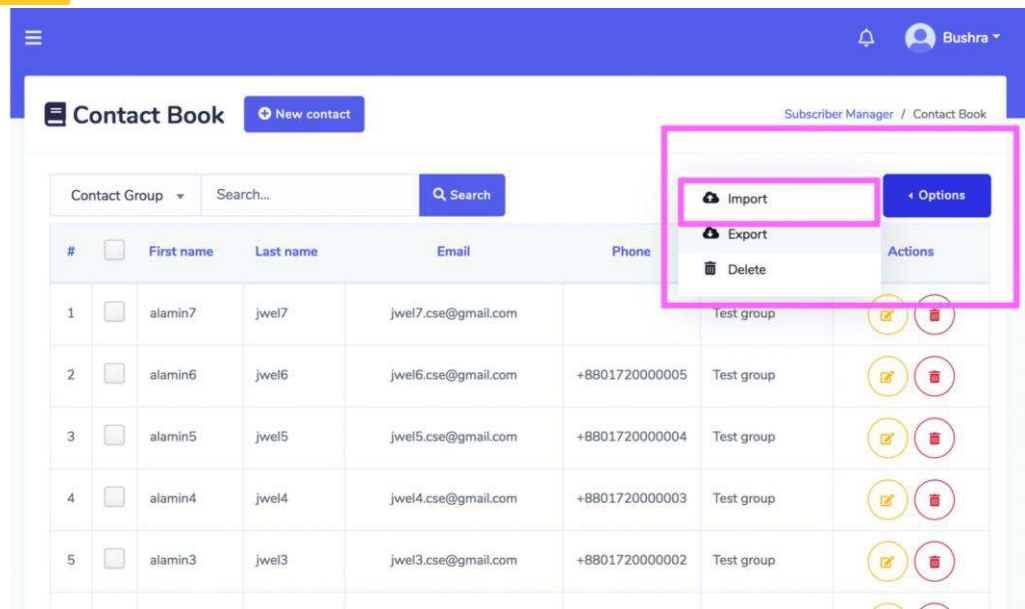 Bushra
Contact Book
New contact
Subscriber Manager / Contact Book
Contact Group
Search...
Search
Options
Import
Export
Delete
# First name Last name Email Phone Actions
1 alamin7 jwel7 jwel7.cse@gmail.com Test group
2 alamin6 jwel6 jwel6.cse@gmail.com +8801720000005 Test group
3 alamin5 jwel5 jwel5.cse@gmail.com +8801720000004 Test group
4 alamin4 jwel4 jwel4.cse@gmail.com +8801720000003 Test group
5 alamin3 jwel3 jwel3.cse@gmail.com +8801720000002 Test group